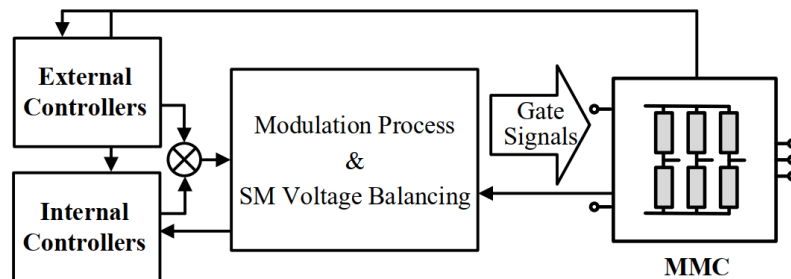 External
Controllers
Internal
Controllers
Modulation Process
&
SM Voltage Balancing
Gate
Signals
MMC